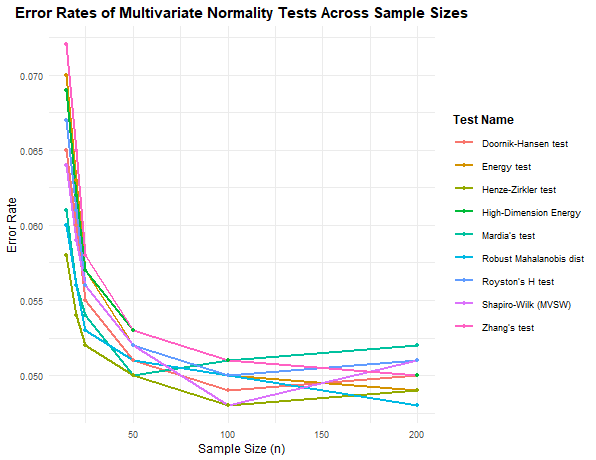 Error Rates of Multivariate Normality Tests Across Sample Sizes
0.070
0.065
0.060
0.055
0.050
Error Rate
50
100
150
200
Sample Size (n)
Test Name
Doornik-Hansen test
Energy test
Henze-Zirkler test
High-Dimension Energy
Mardia's test
Robust Mahalanobis dist
Royston's H test
Shapiro-Wilk (MVSW)
Zhang's test